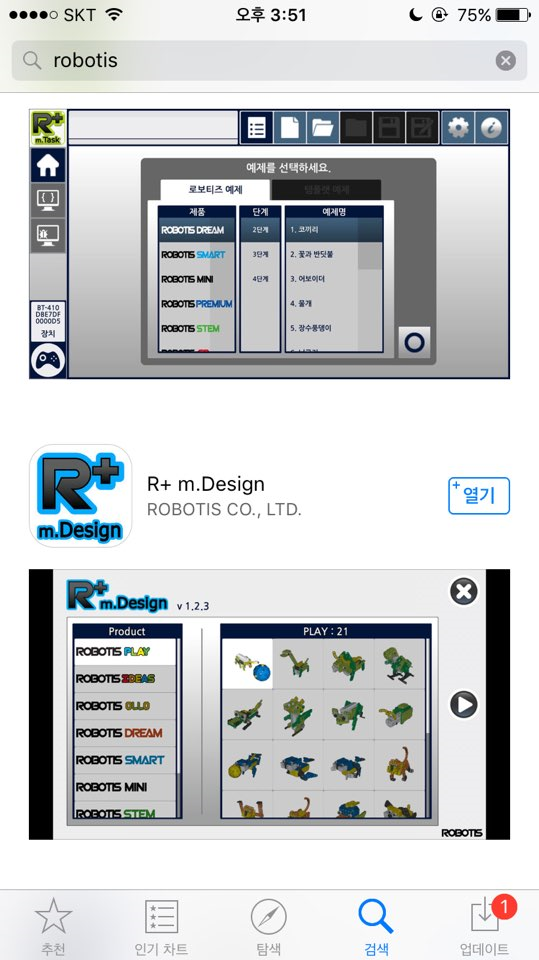 SKT 오후 3:51 75%
robotis
R+
m.Task
예제를 선택하세요.
로보티즈 예제 템플랫 예제
제품 단계 예제명
ROBOTIS DREAM 2단계 1. 코끼리
ROBOTIS SMART 3단계 2. 꽃과 반딧불
ROBOTIS MINI 4단계 3. 어보이더
ROBOTIS PREMIUM 4. 물개
ROBOTIS STEM 5. 장수풍뎅이
BT-410
DBE7DF
0000D5
장치
R+
m.Design
R+ m.Design
ROBOTIS CO., LTD.
열기
R+ m.Design v 1.2.3
Product PLAY : 21
ROBOTIS PLAY
ROBOTIS IDEAS
ROBOTIS OLLO
ROBOTIS DREAM
ROBOTIS SMART
ROBOTIS MINI
ROBOTIS STEM
ROBOTIS
1
추천 인기 차트 탐색 검색 업데이트